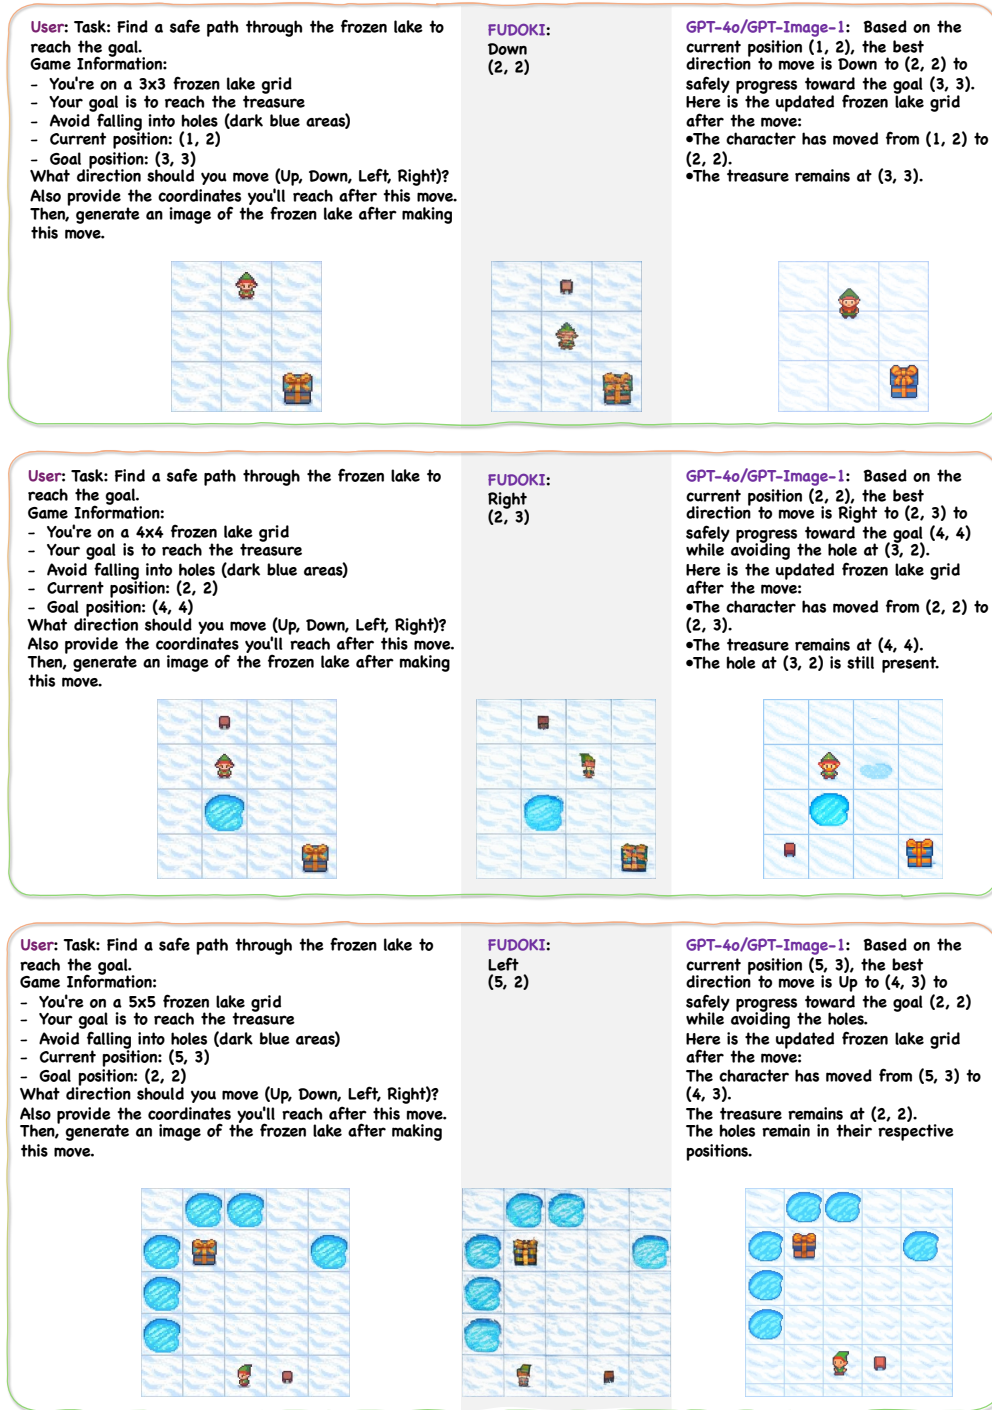 User: Task: Find a safe path through the frozen lake to
reach the goal.
Game Information:
- You're on a 3x3 frozen lake grid
- Your goal is to reach the treasure
- Avoid falling into holes (dark blue areas)
- Current position: (1, 2)
- Goal position: (3, 3)
What direction should you move (Up, Down, Left, Right)?
Also provide the coordinates you'll reach after this move.
Then, generate an image of the frozen lake after making
this move.
FUDOKI:
Down
(2, 2)
GPT-4o/GPT-Image-1: Based on the
current position (1, 2), the best
direction to move is Down to (2, 2) to
safely progress toward the goal (3, 3).
Here is the updated frozen lake grid
after the move:
•The character has moved from (1, 2) to
(2, 2).
•The treasure remains at (3, 3).
User: Task: Find a safe path through the frozen lake to
reach the goal.
Game Information:
- You're on a 4x4 frozen lake grid
- Your goal is to reach the treasure
- Avoid falling into holes (dark blue areas)
- Current position: (2, 2)
- Goal position: (4, 4)
What direction should you move (Up, Down, Left, Right)?
Also provide the coordinates you'll reach after this move.
Then, generate an image of the frozen lake after making
this move.
FUDOKI:
Right
(2, 3)
GPT-4o/GPT-Image-1: Based on the
current position (2, 2), the best
direction to move is Right to (2, 3) to
safely progress toward the goal (4, 4)
while avoiding the hole at (3, 2).
Here is the updated frozen lake grid
after the move:
•The character has moved from (2, 2) to
(2, 3).
•The treasure remains at (4, 4).
•The hole at (3, 2) is still present.
User: Task: Find a safe path through the frozen lake to
reach the goal.
Game Information:
- You're on a 5x5 frozen lake grid
- Your goal is to reach the treasure
- Avoid falling into holes (dark blue areas)
- Current position: (5, 3)
- Goal position: (2, 2)
What direction should you move (Up, Down, Left, Right)?
Also provide the coordinates you'll reach after this move.
Then, generate an image of the frozen lake after making
this move.
FUDOKI:
Left
(5, 2)
GPT-4o/GPT-Image-1: Based on the
current position (5, 3), the best
direction to move is Up to (4, 3) to
safely progress toward the goal (2, 2)
while avoiding the holes.
Here is the updated frozen lake grid
after the move:
The character has moved from (5, 3) to
(4, 3).
The treasure remains at (2, 2).
The holes remain in their respective
positions.